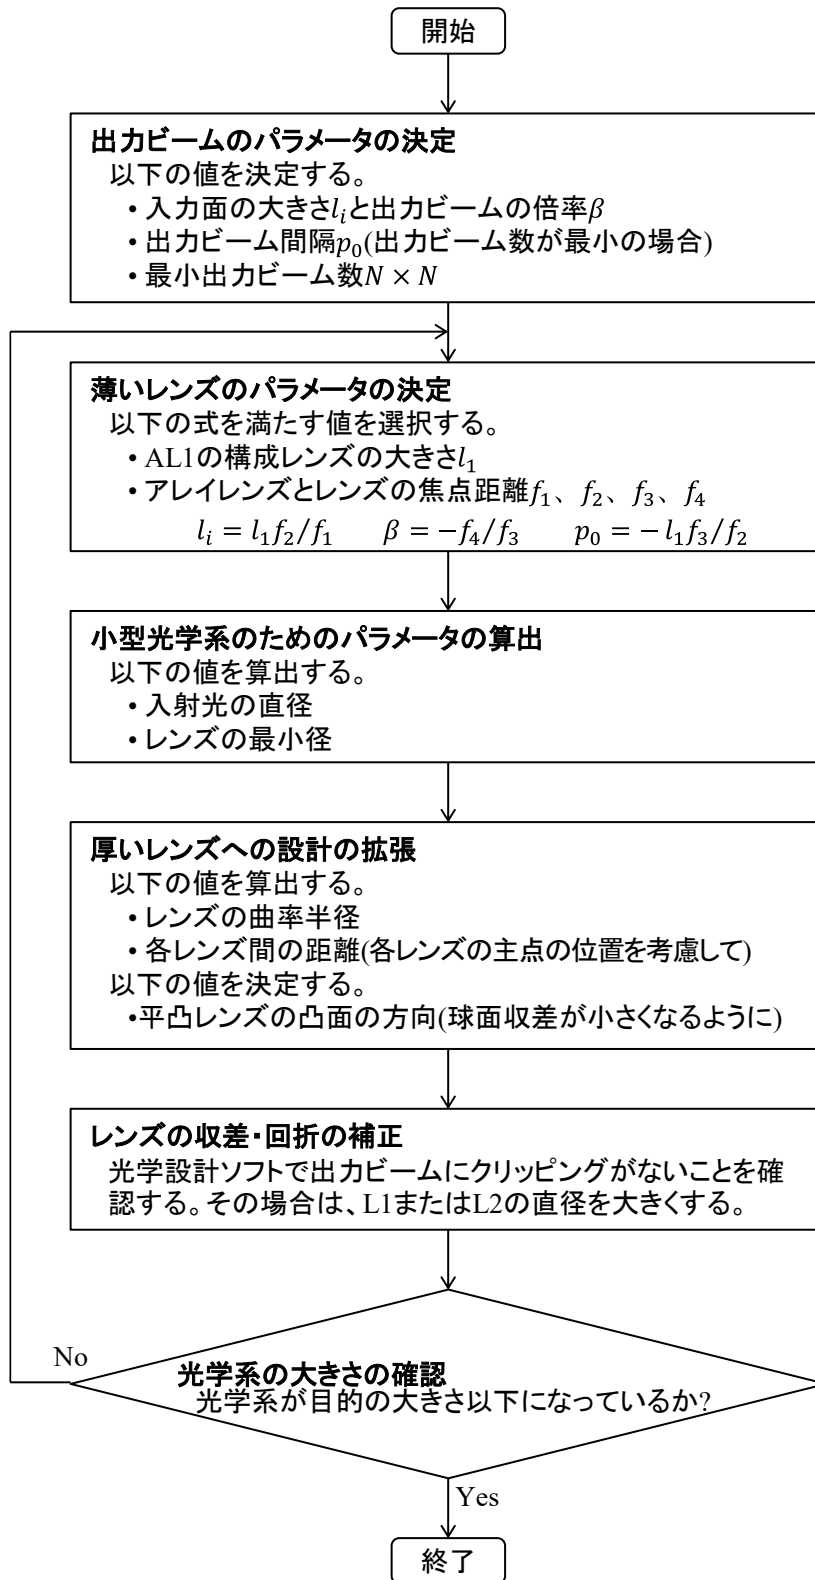 開始
出力ビームのパラメータの決定
以下の値を決定する。
• 入力面の大きさl_iと出力ビームの倍率β
• 出力ビーム間隔p_0(出力ビーム数が最小の場合)
• 最小出力ビーム数N × N
薄いレンズのパラメータの決定
以下の式を満たす値を選択する。
• AL1の構成レンズの大きさl_1
• アレイレンズとレンズの焦点距離f_1、 f_2、 f_3、 f_4
l_i = l_1f_2/f_1 β = −f_4/f_3 p_0 = −l_1f_3/f_2
小型光学系のためのパラメータの算出
以下の値を算出する。
• 入射光の直径
• レンズの最小径
厚いレンズへの設計の拡張
以下の値を算出する。
• レンズの曲率半径
• 各レンズ間の距離(各レンズの主点の位置を考慮して)
以下の値を決定する。
•平凸レンズの凸面の方向(球面収差が小さくなるように)
レンズの収差・回折の補正
光学設計ソフトで出力ビームにクリッピングがないことを確
認する。その場合は、L1またはL2の直径を大きくする。
No
光学系の大きさの確認
光学系が目的の大きさ以下になっているか?
Yes
終了